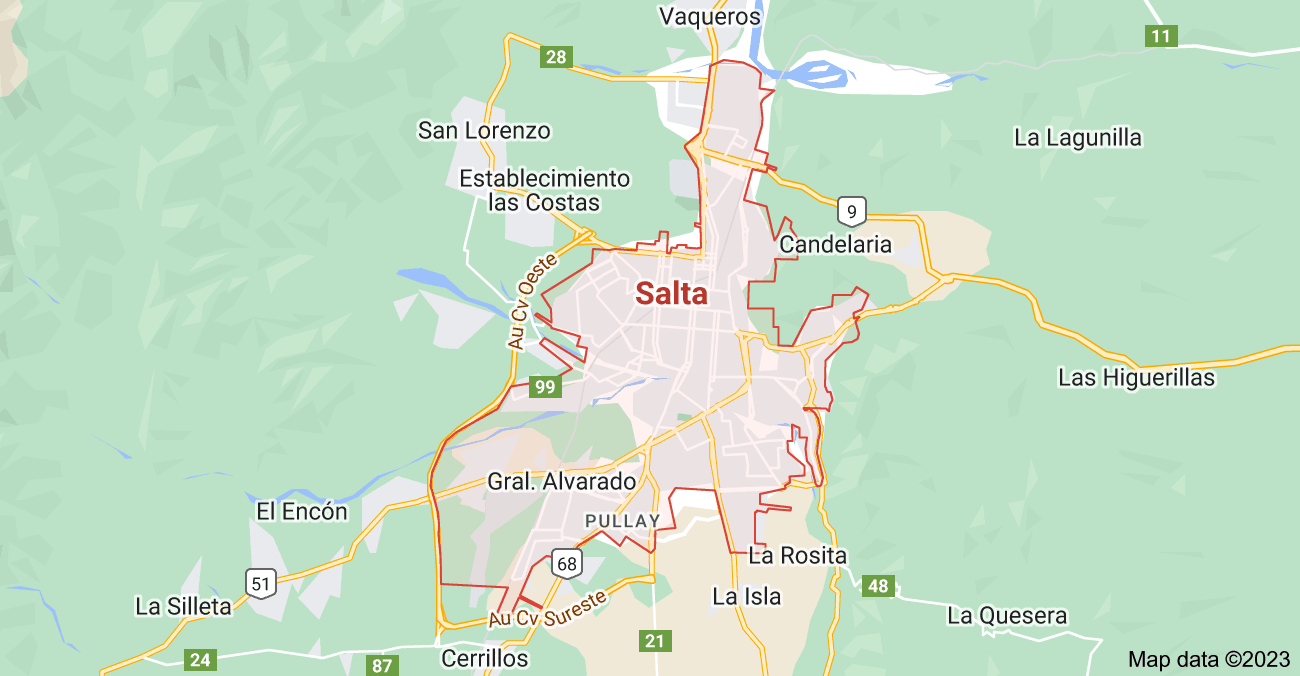 Vaqueros
11
28
San Lorenzo
La Lagunilla
Establecimiento
las Costas
9
Candelaria
Au Cv Oeste
Salta
Las Higuerillas
99
Gral. Alvarado
El Encón
PULLAY
La Rosita
68
51
48
La Isla
La Silleta
Au Cv Sureste
La Quesera
21
24
87
Cerrillos
Map data ©2023